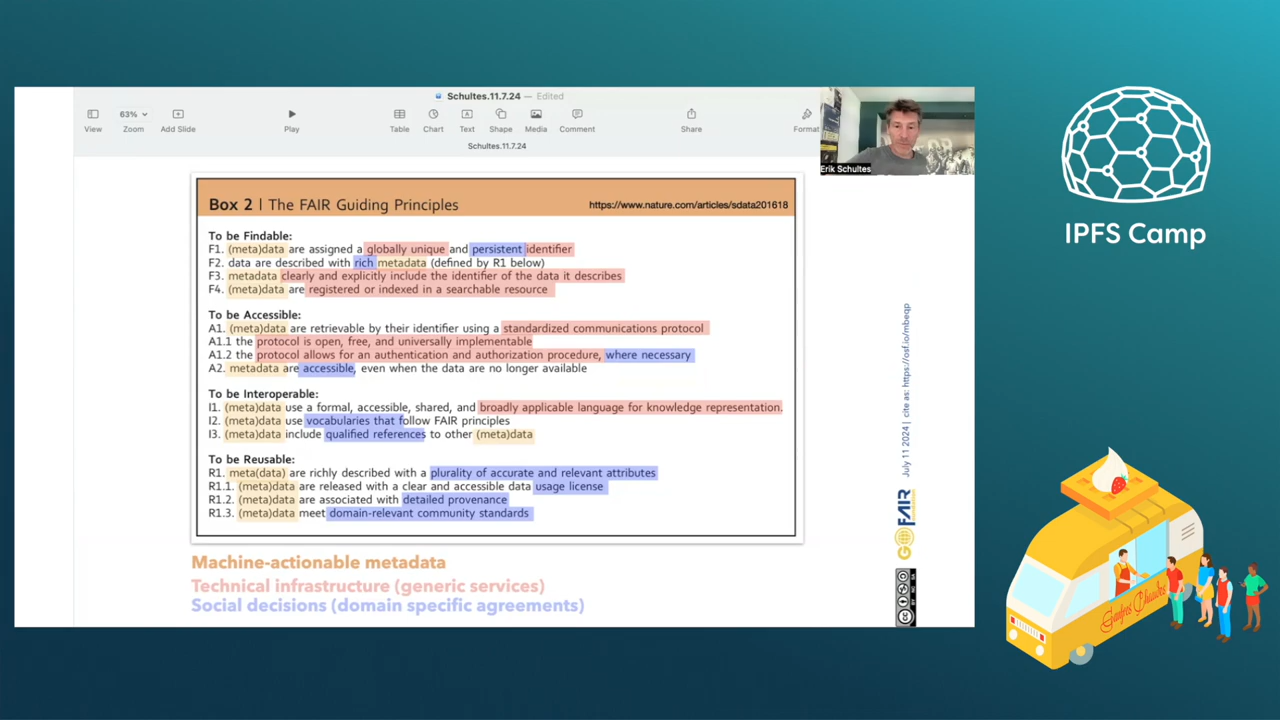 Schultes.11.7.24 — Edited
63%
View
Zoom
Add Slide
Play
Table
Chart
Text
Shape
Media
Comment
Share
Format
Schultes.11.7.24
Erik Schultes
IPFS Camp
Box 2 | The FAIR Guiding Principles
https://www.nature.com/articles/sdata201618
To be Findable:
F1. (meta)data are assigned a globally unique and persistent identifier
F2. data are described with rich metadata (defined by R1 below)
F3. metadata clearly and explicitly include the identifier of the data it describes
F4. (meta)data are registered or indexed in a searchable resource
To be Accessible:
A1. (meta)data are retrievable by their identifier using a standardized communications protocol
A1.1 the protocol is open, free, and universally implementable
A1.2 the protocol allows for an authentication and authorization procedure, where necessary
A2. metadata are accessible, even when the data are no longer available
To be Interoperable:
I1. (meta)data use a formal, accessible, shared, and broadly applicable language for knowledge representation.
I2. (meta)data use vocabularies that follow FAIR principles
I3. (meta)data include qualified references to other (meta)data
To be Reusable:
R1. meta(data) are richly described with a plurality of accurate and relevant attributes
R1.1. (meta)data are released with a clear and accessible data usage license
R1.2. (meta)data are associated with detailed provenance
R1.3. (meta)data meet domain-relevant community standards
Machine-actionable metadata
Technical infrastructure (generic services)
Social decisions (domain specific agreements)
July 11 2024 | cite as: https://osf.io/mbeqp
GO FAIR